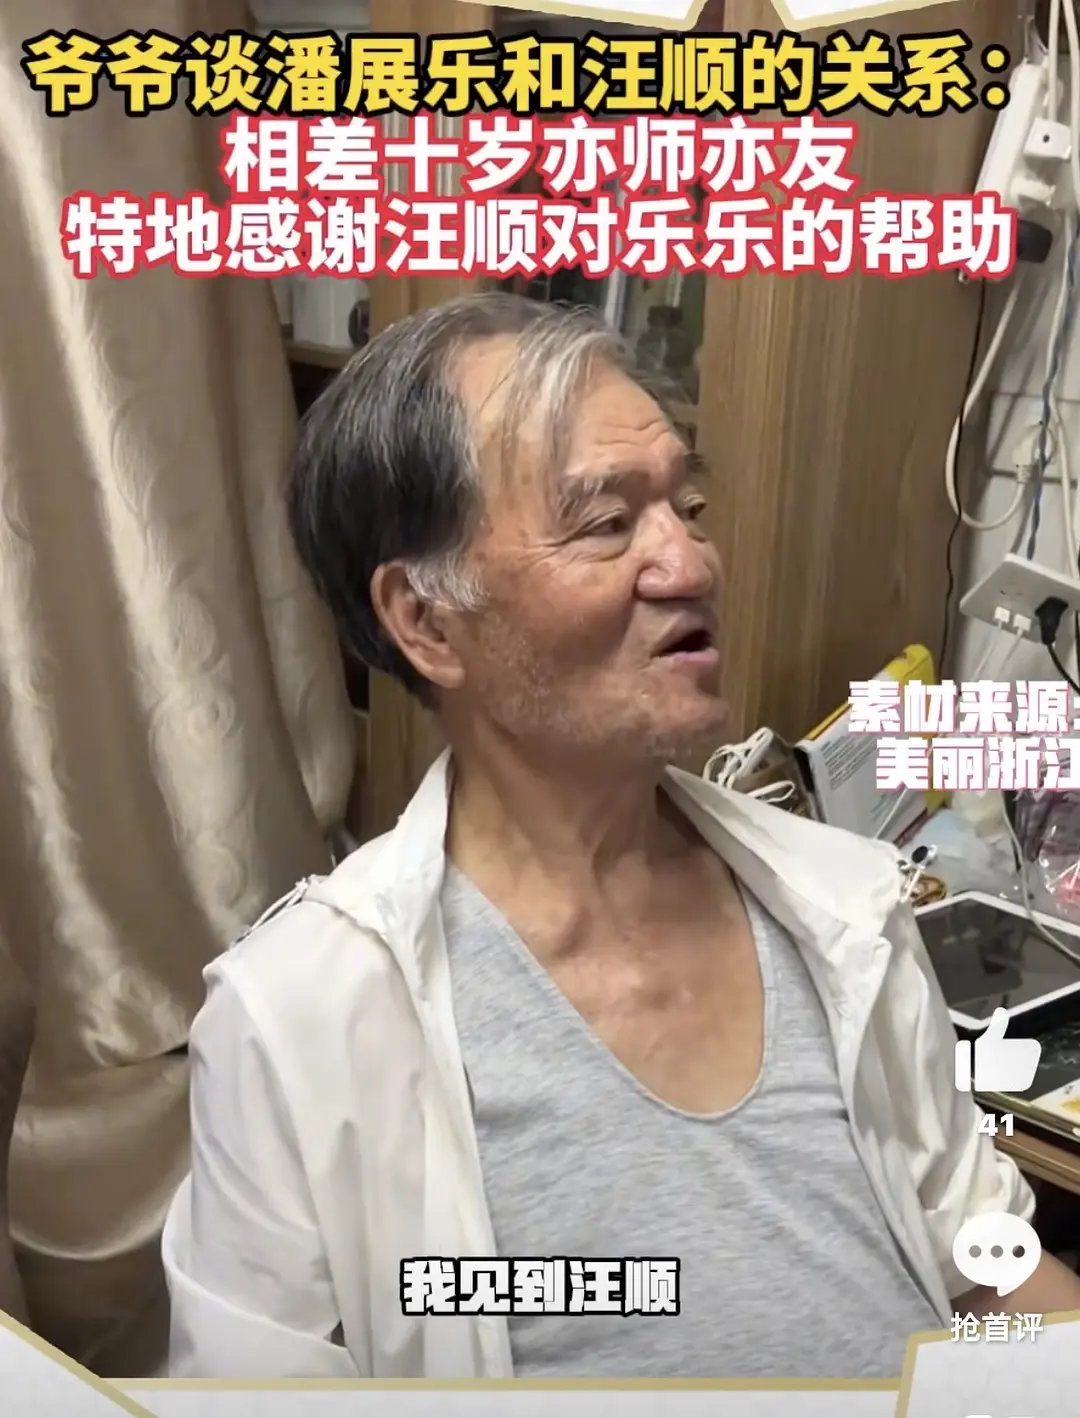 爷爷谈潘展乐和汪顺的关系：
相差十岁亦师亦友
特地感谢汪顺对乐乐的帮助
素材来源：
美丽浙江
41
我见到汪顺
抢首评